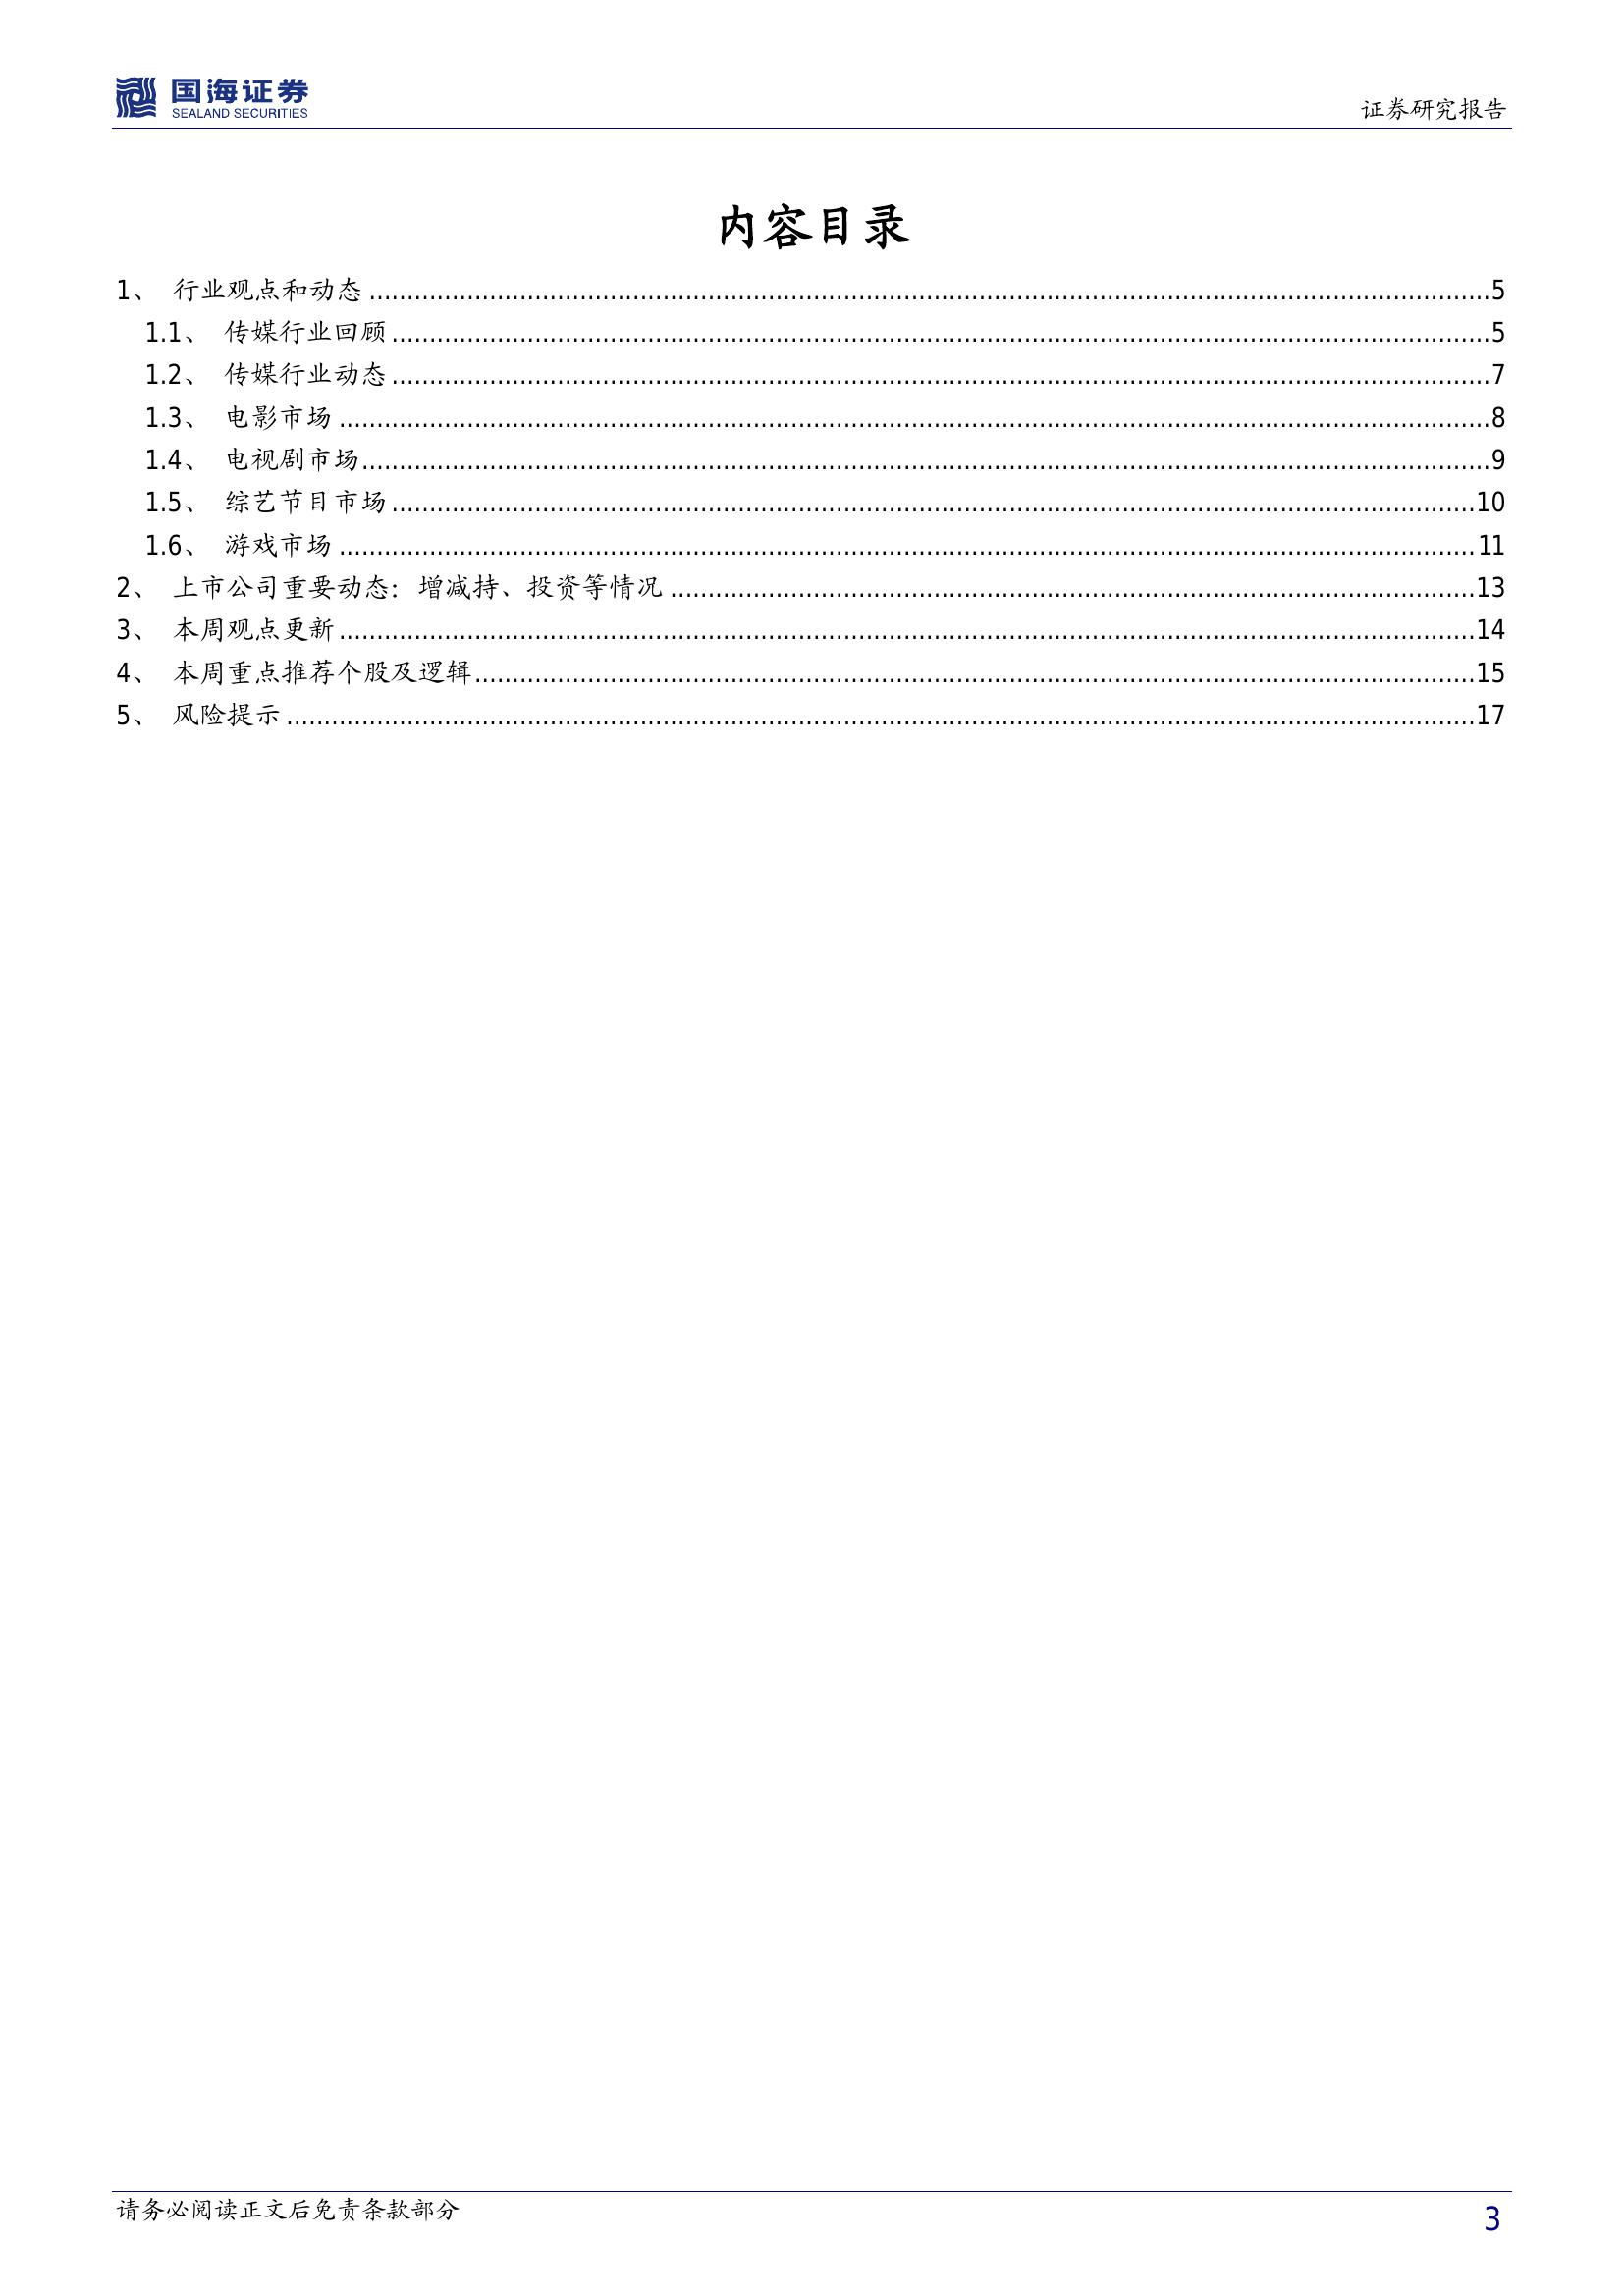 国海证券
SEALAND SECURITIES
证券研究报告
内容目录
1、 行业观点和动态 ........................................ 5
1.1、 传媒行业回顾 ........................................ 5
1.2、 传媒行业动态 ........................................ 7
1.3、 电影市场 ........................................ 8
1.4、 电视剧市场 ........................................ 9
1.5、 综艺节目市场 ........................................ 10
1.6、 游戏市场 ........................................ 11
2、 上市公司重要动态：增减持、投资等情况 ........................................ 13
3、 本周观点更新 ........................................ 14
4、 本周重点推荐个股及逻辑 ........................................ 15
5、 风险提示 ........................................ 17
请务必阅读正文后免责条款部分
3